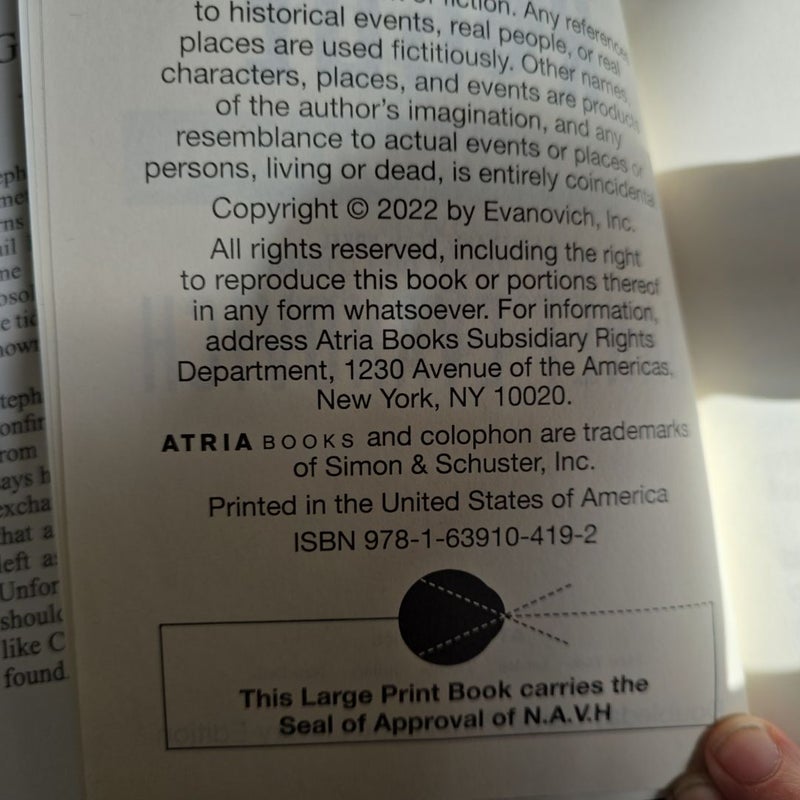 fiction. Any references
to historical events, real people, or real
places are used fictitiously. Other names,
characters, places, and events are products
of the author's imagination, and any
resemblance to actual events or places or
persons, living or dead, is entirely coincidental
Copyright © 2022 by Evanovich, Inc.
All rights reserved, including the right
to reproduce this book or portions thereof
in any form whatsoever. For information,
address Atria Books Subsidiary Rights
Department, 1230 Avenue of the Americas,
New York, NY 10020.
ATRIA BOOKS and colophon are trademarks
of Simon & Schuster, Inc.
Printed in the United States of America
ISBN 978-1-63910-419-2
This Large Print Book carries the
Seal of Approval of N.A.V.H